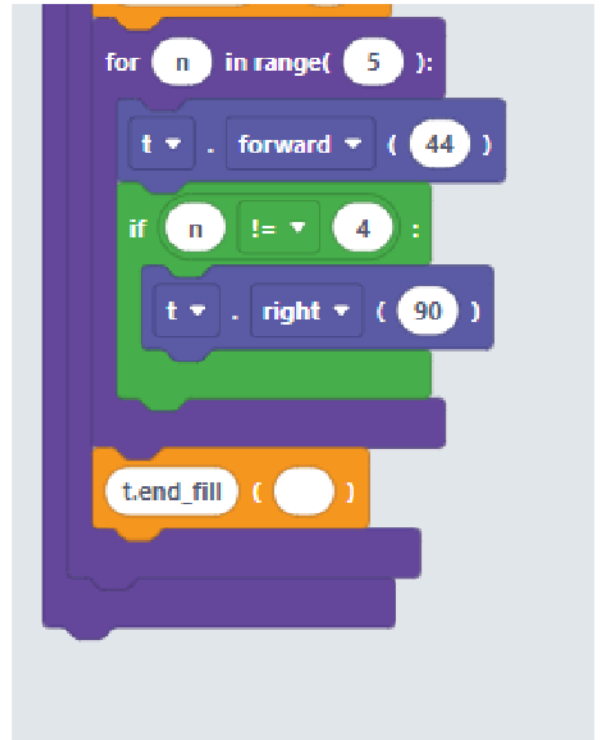 for n in range( 5 ):
t . forward ( 44 )
if n != 4 :
t . right ( 90 )
t.end_fill ( )